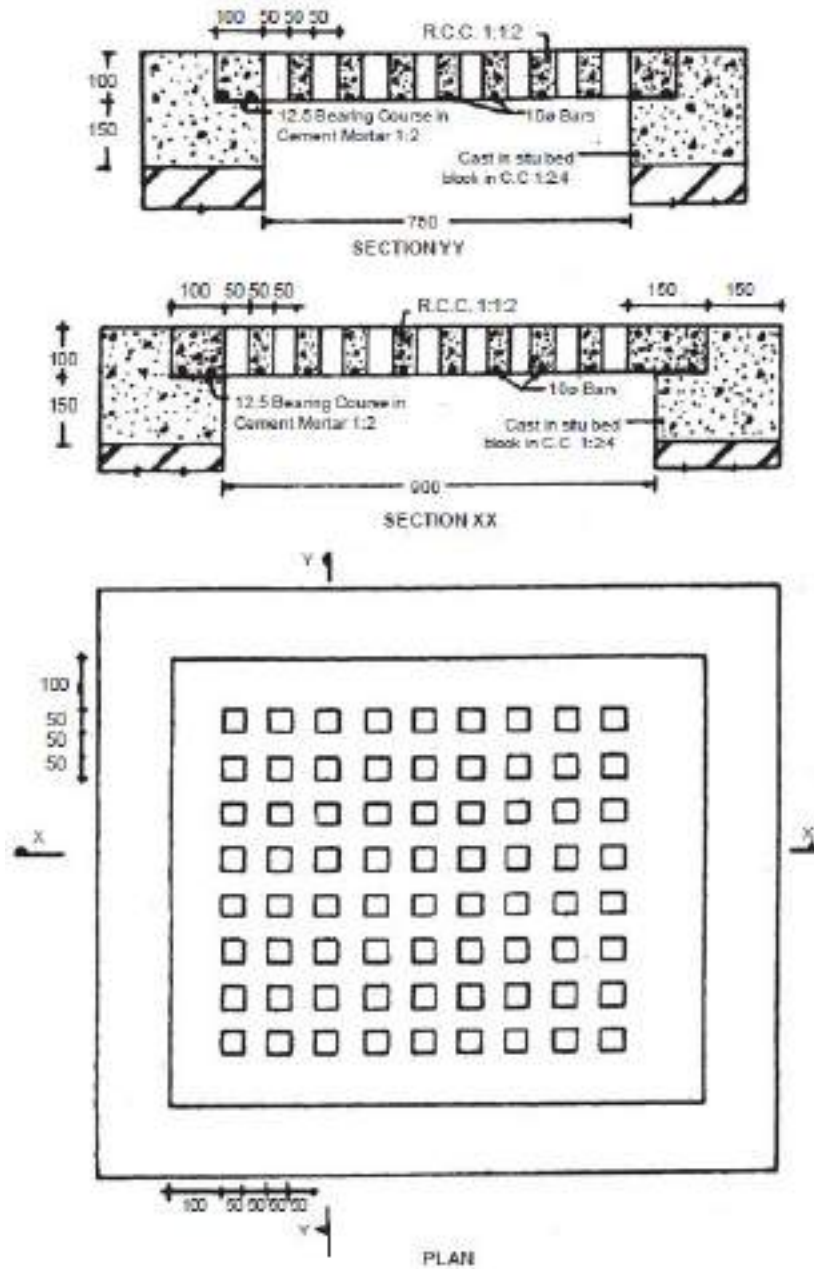 100 50 50 50
R.C.C. 1:1:2
100
12.5 Bearing Course in
Cement Mortar 1:2
10ø Bars
150
Cast in situ bed
block in C.C 1:2:4
750
SECTION YY
100 50 50 50
R.C.C. 1:1:2
150
150
100
150
12.5 Bearing Course in
Cement Mortar 1:2
10ø Bars
Cast in situ bed
block in C.C 1:2:4
900
SECTION XX
Y
100
50
50
50
X
X
100 50 50 50
Y
PLAN